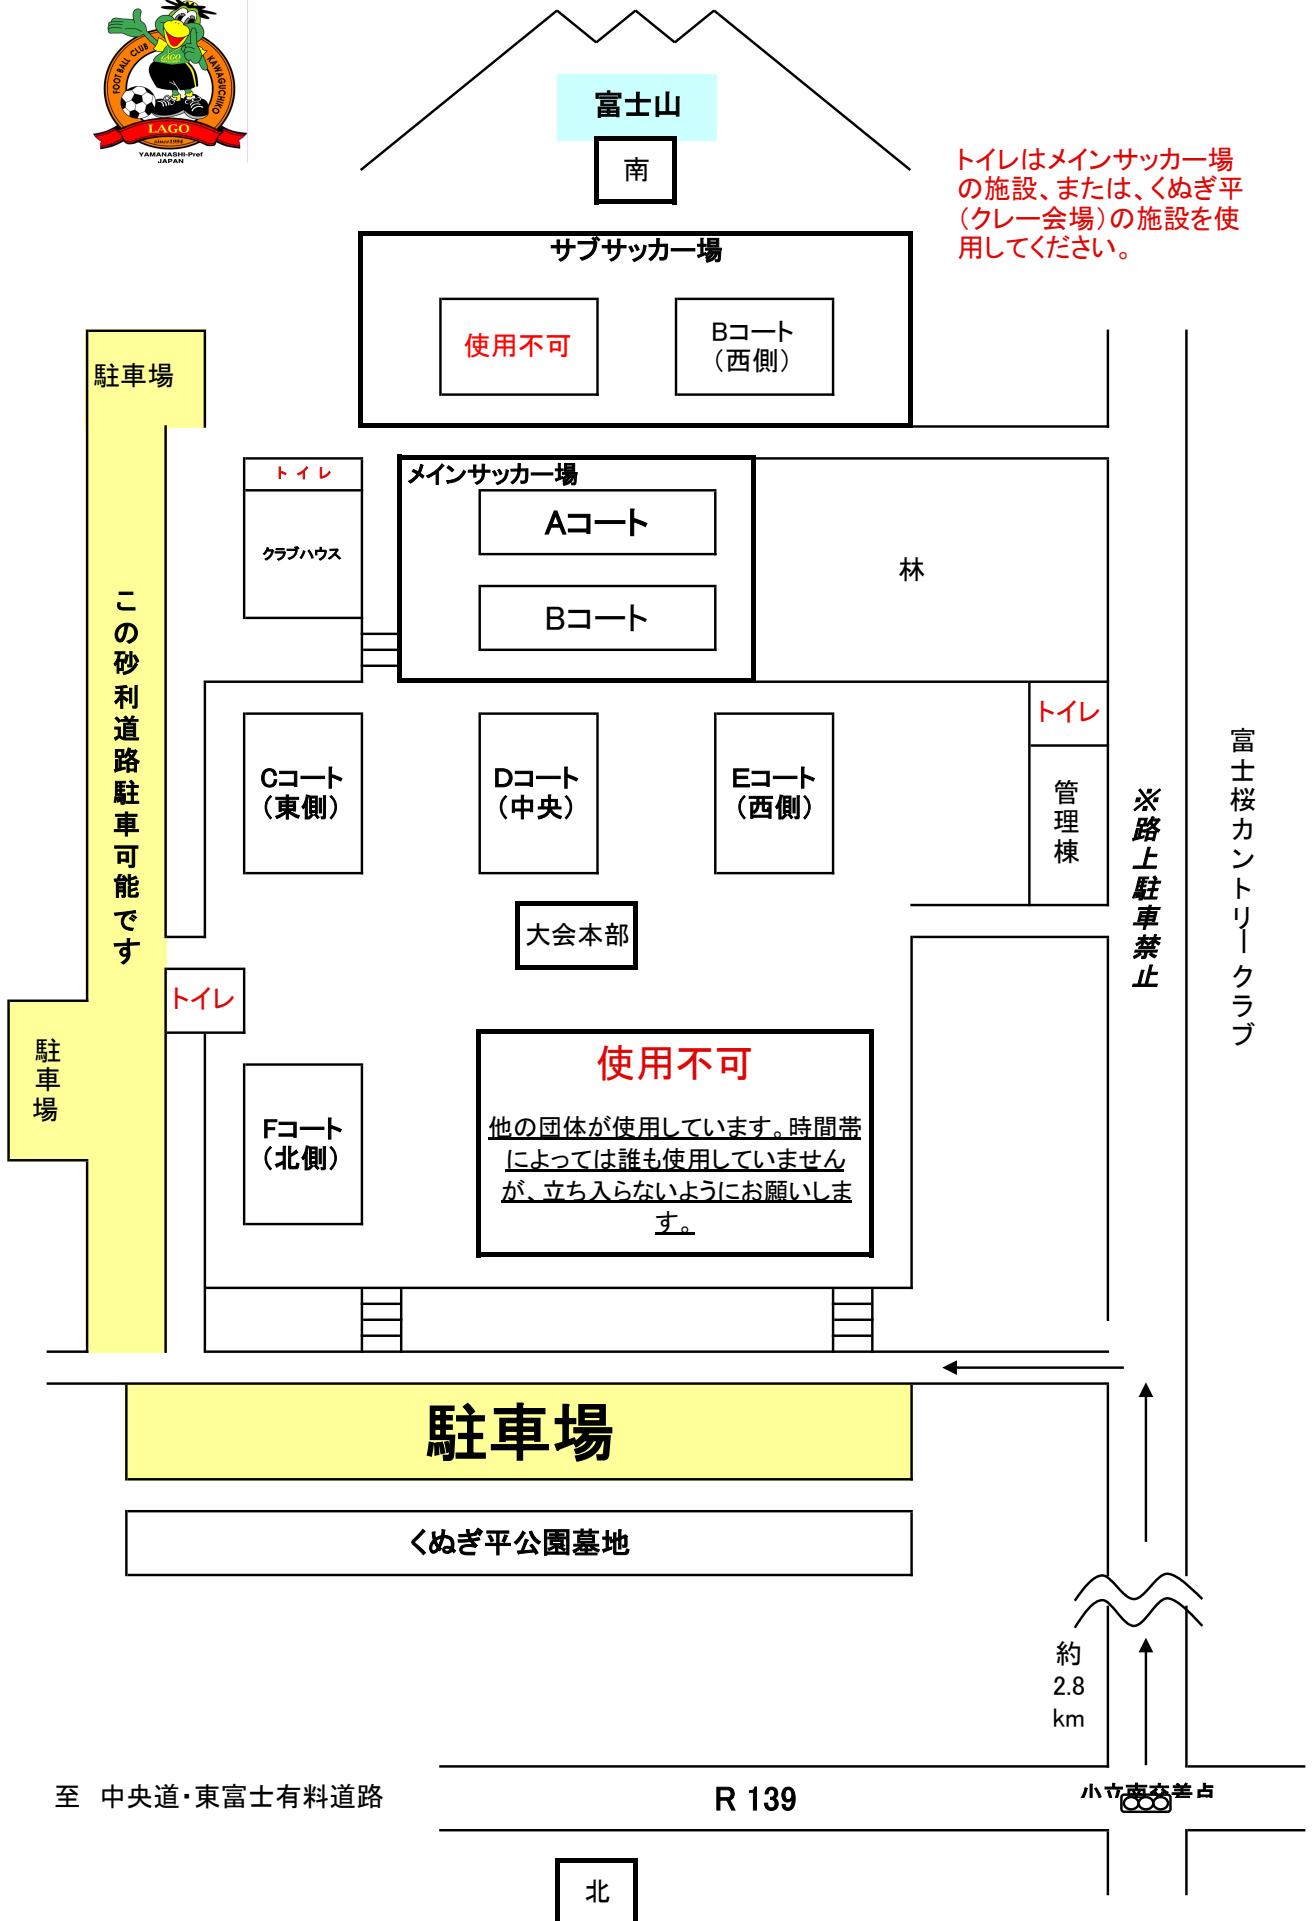 FOOT BALL CLUB KAWAGUCHIKO
LAGO
LAGO
since 1994
YAMANASHI-Pref
JAPAN
富士山
南
トイレはメインサッカー場
の施設、または、くぬぎ平
（クレー会場）の施設を使
用してください。
サブサッカー場
使用不可
Bコート
（西側）
駐車場
トイレ
クラブハウス
メインサッカー場
Aコート
Bコート
林
この砂利道路駐車可能です
Cコート
（東側）
Dコート
（中央）
Eコート
（西側）
トイレ
管理棟
※路上駐車禁止
富士桜カントリークラブ
大会本部
トイレ
駐車場
Fコート
（北側）
使用不可
他の団体が使用しています。時間帯
によっては誰も使用していません
が、立ち入らないようにお願いしま
す。
駐車場
くぬぎ平公園墓地
約
2.8
km
至　中央道・東富士有料道路
R 139
小立南交差点
北